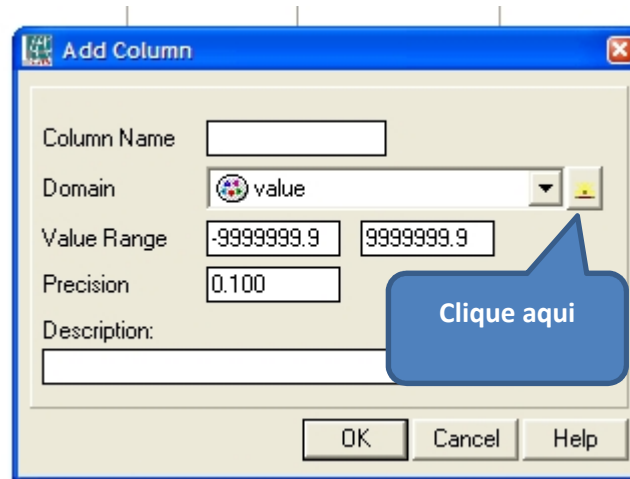 Add Column
Column Name
Domain value
Value Range -9999999.9 9999999.9
Precision 0.100
Clique aqui
Description:
OK Cancel Help